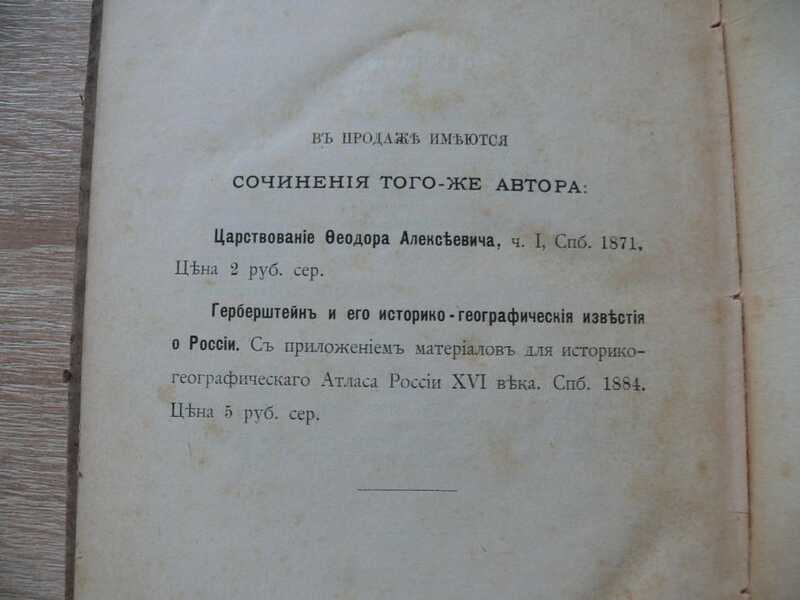 ВЪ ПРОДАЖѢ ИМѢЮТСЯ
СОЧИНЕНІЯ ТОГО-ЖЕ АВТОРА:
Царствованіе Ѳеодора Алексѣевича, ч. I, Спб. 1871.
Цѣна 2 руб. сер.
Герберштейнъ и его историко-географическія извѣстія
о Россіи. Съ приложеніемъ матеріаловъ для историко-
географическаго Атласа Россіи XVI вѣка. Спб. 1884.
Цѣна 5 руб. сер.